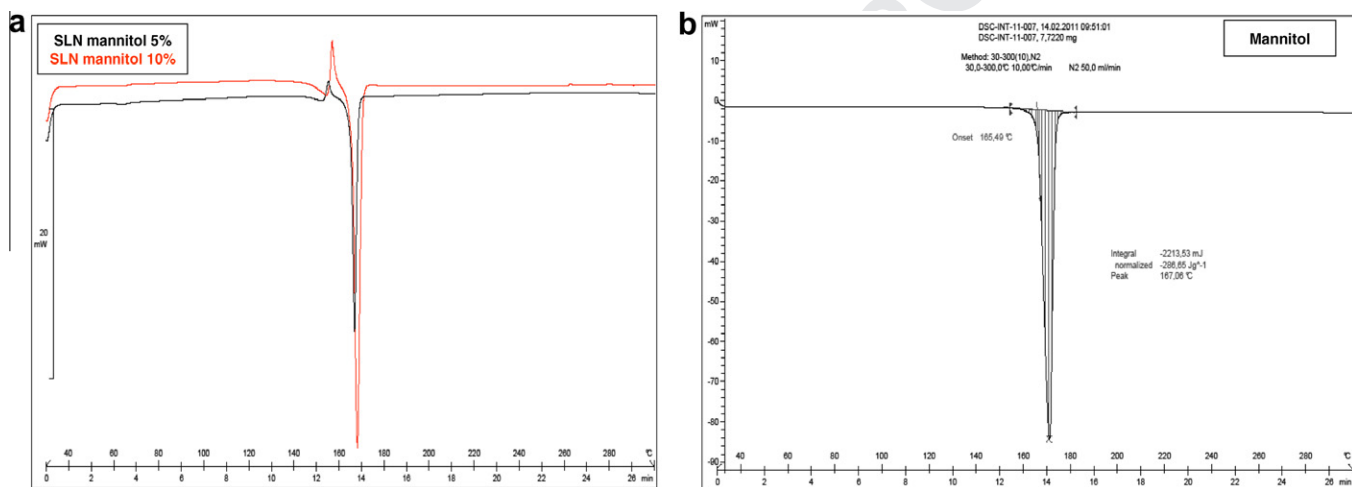 a
SLN mannitol 5%
SLN mannitol 10%
20
mW
40 60 80 100 120 140 160 180 200 220 240 260 280 °C
0 2 4 6 8 10 12 14 16 18 20 22 24 26 min
b
mW
DSC-INT-11-007, 14.02.2011 09:51:01
DSC-INT-11-007, 7,7220 mg
Mannitol
Method: 30-300(10),N2
30,0-300,0°C 10,00°C/min N2 50,0 ml/min
10
0
-10
Onset 165,49 °C
-20
-30
-40
Integral -2213,53 mJ
normalized -286,65 Jg^-1
Peak 167,06 °C
-50
-60
-70
-80
-90
40 60 80 100 120 140 160 180 200 220 240 260 280 °C
0 2 4 6 8 10 12 14 16 18 20 22 24 26 min